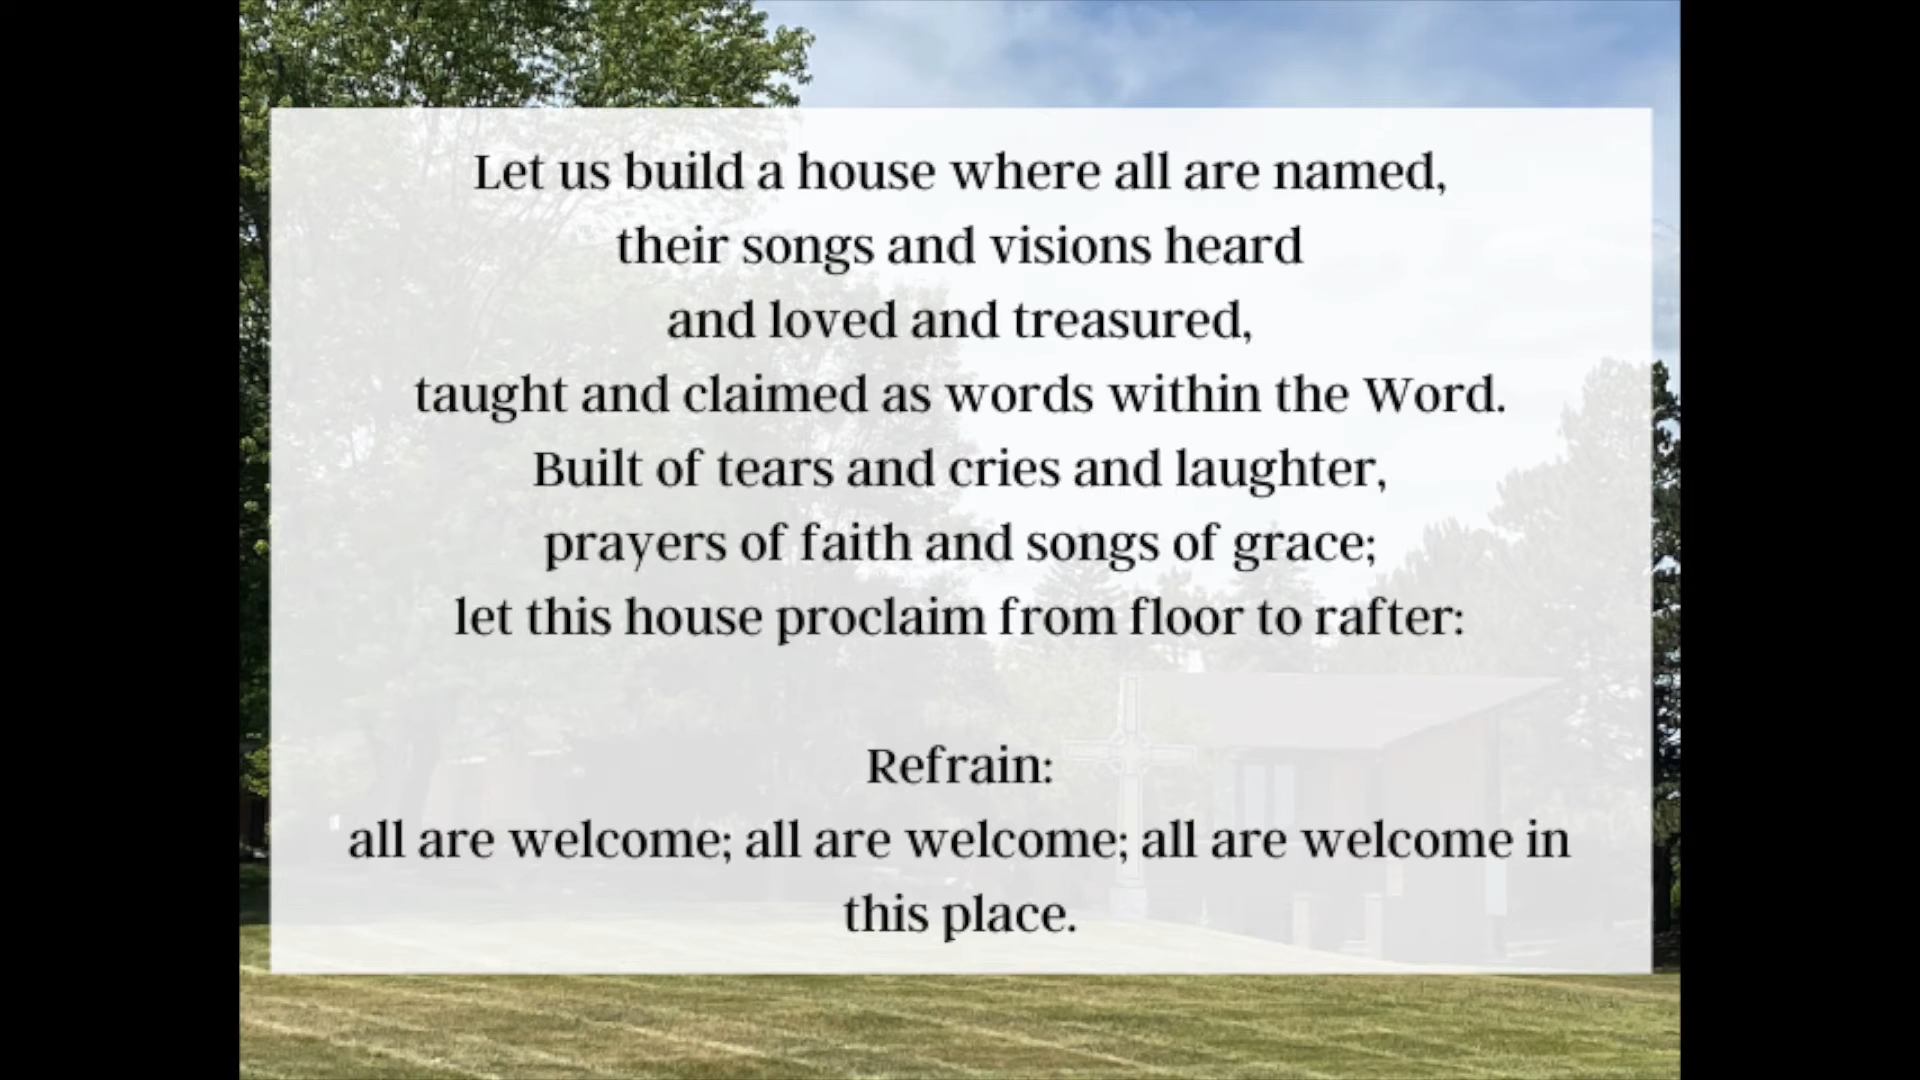 Let us build a house where all are named,
their songs and visions heard
and loved and treasured,
taught and claimed as words within the Word.
Built of tears and cries and laughter,
prayers of faith and songs of grace;
let this house proclaim from floor to rafter:
Refrain:
all are welcome; all are welcome; all are welcome in
this place.